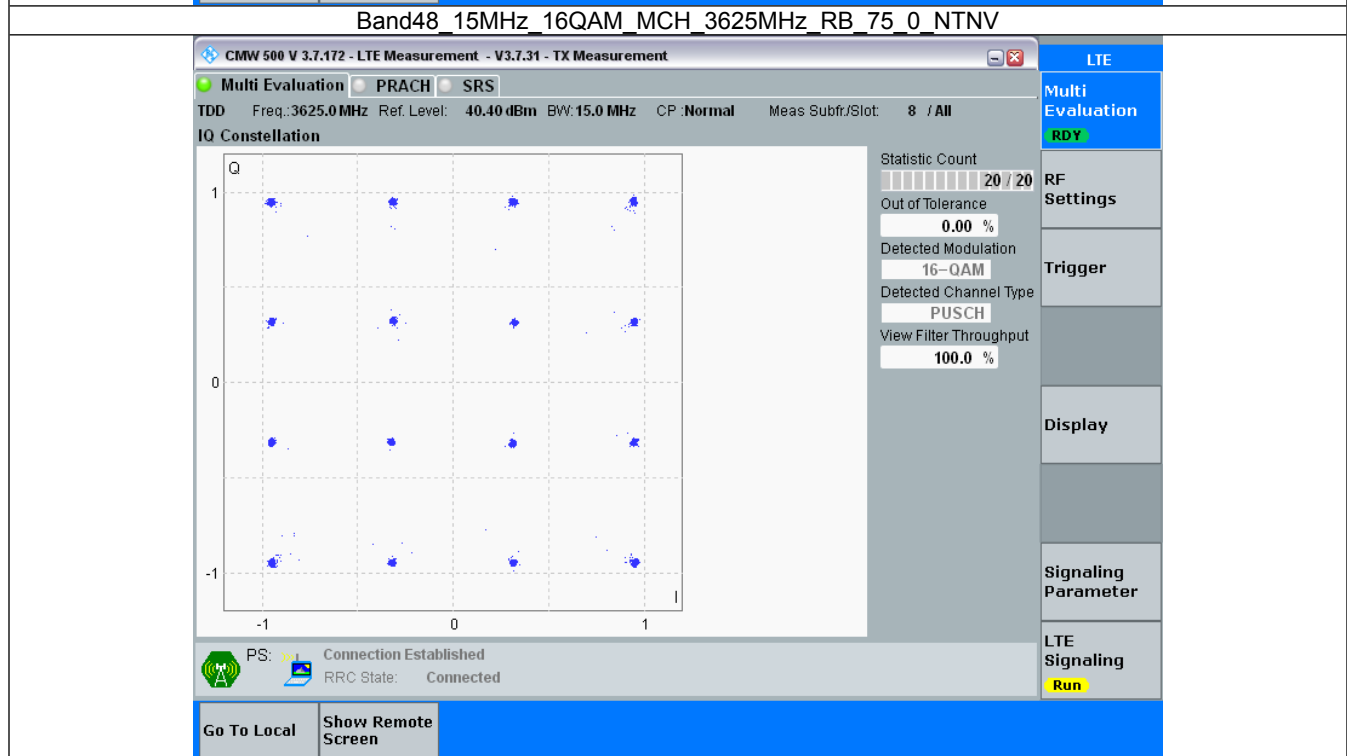 Band48_15MHz_16QAM_MCH_3625MHz_RB_75_0_NTNV
CMW 500 V 3.7.172 - LTE Measurement - V3.7.31 - TX Measurement
LTE
Multi Evaluation PRACH SRS
TDD Freq.:3625.0 MHz Ref. Level: 40.40 dBm BW: 15.0 MHz CP :Normal Meas Subfr./Slot: 8 / All
IQ Constellation
Q
1
0
-1
I
-1 0 1
Statistic Count
20 / 20
Out of Tolerance
0.00 %
Detected Modulation
16-QAM
Detected Channel Type
PUSCH
View Filter Throughput
100.0 %
Multi
Evaluation
RDY
RF
Settings
Trigger
Display
Signaling
Parameter
LTE
Signaling
Run
PS: Connection Established
RRC State: Connected
Go To Local
Show Remote
Screen